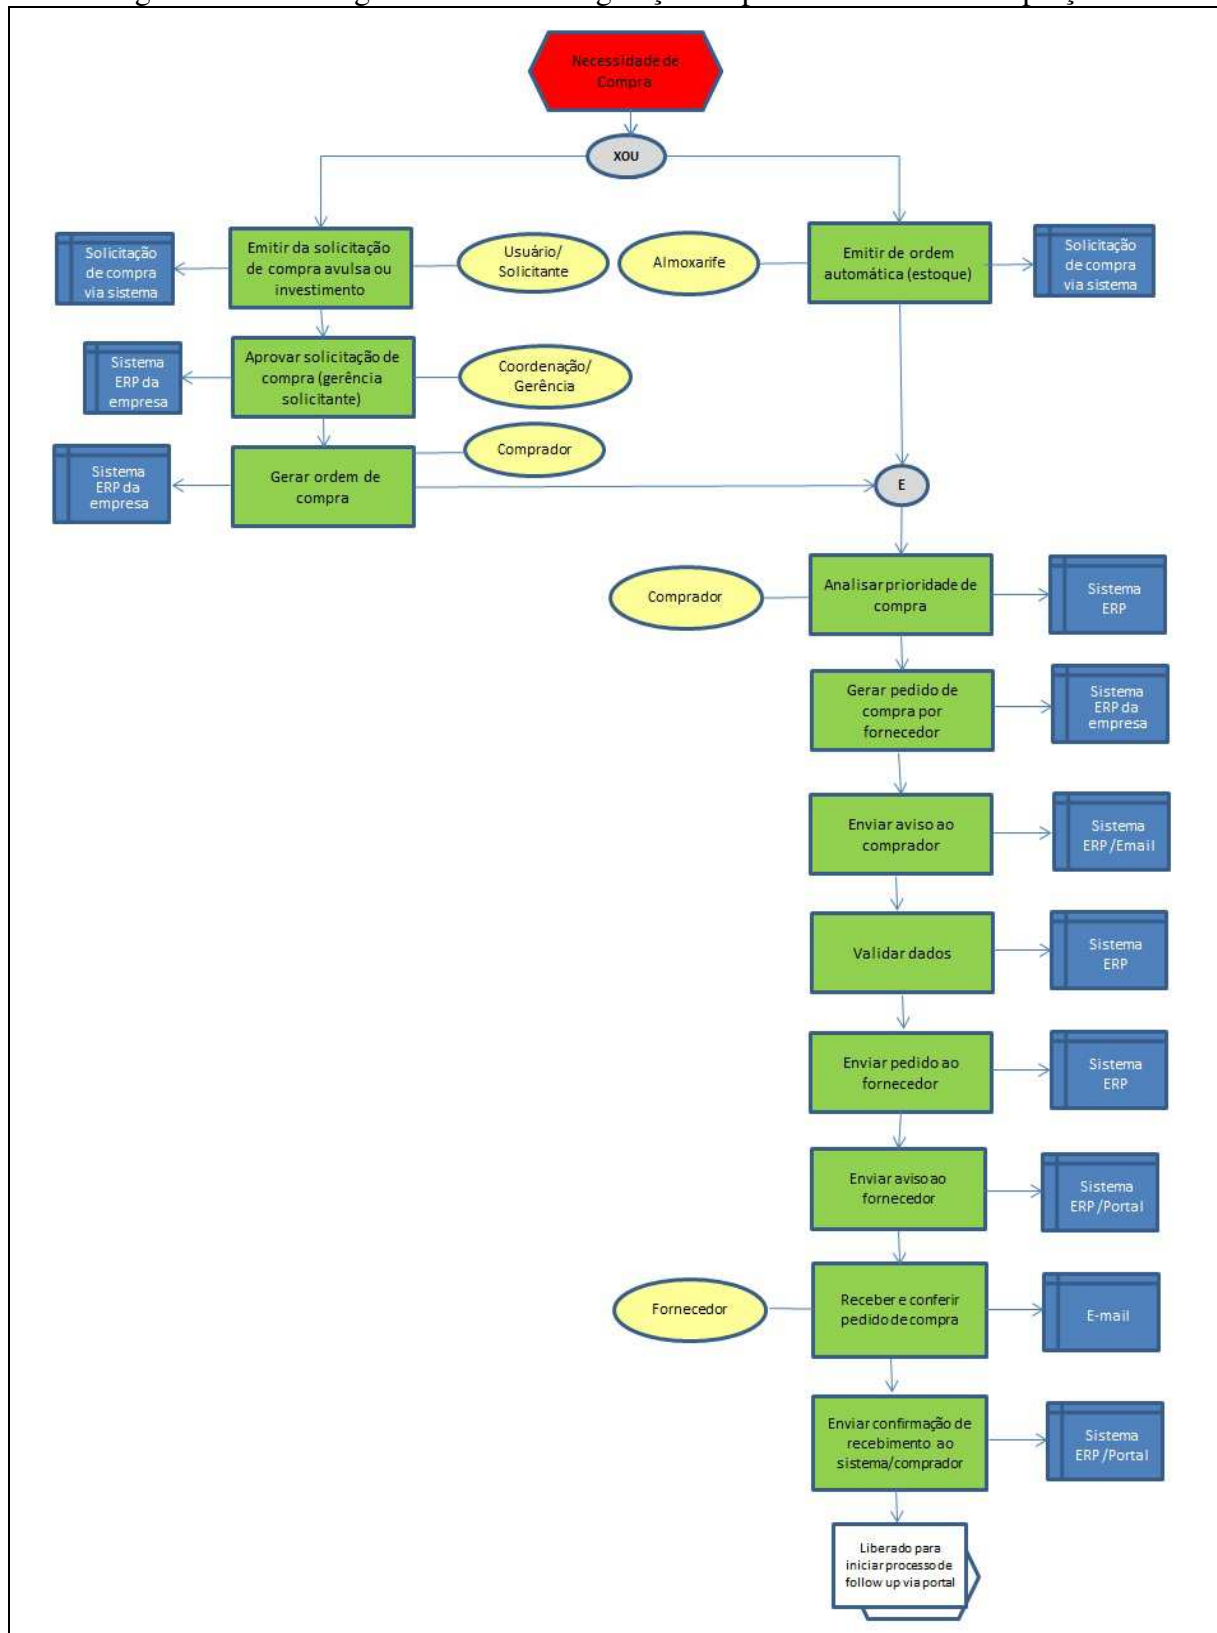 Necessidade de
Compra
XOU
Solicitação
de compra
via sistema
Emitir da solicitação
de compra avulsa ou
investimento
Usuário/
Solicitante
Almoxarife
Emitir de ordem
automática (estoque)
Solicitação
de compra
via sistema
Sistema
ERP da
empresa
Aprovar solicitação de
compra (gerência
solicitante)
Coordenação/
Gerência
Sistema
ERP da
empresa
Gerar ordem de
compra
Comprador
E
Comprador
Analisar prioridade de
compra
Sistema
ERP
Gerar pedido de
compra por
fornecedor
Sistema
ERP da
empresa
Enviar aviso ao
comprador
Sistema
ERP/Email
Validar dados
Sistema
ERP
Enviar pedido ao
fornecedor
Sistema
ERP
Enviar aviso ao
fornecedor
Sistema
ERP/Portal
Fornecedor
Receber e conferir
pedido de compra
E-mail
Enviar confirmação de
recebimento ao
sistema/comprador
Sistema
ERP/Portal
Liberado para
iniciar processo de
follow up via portal